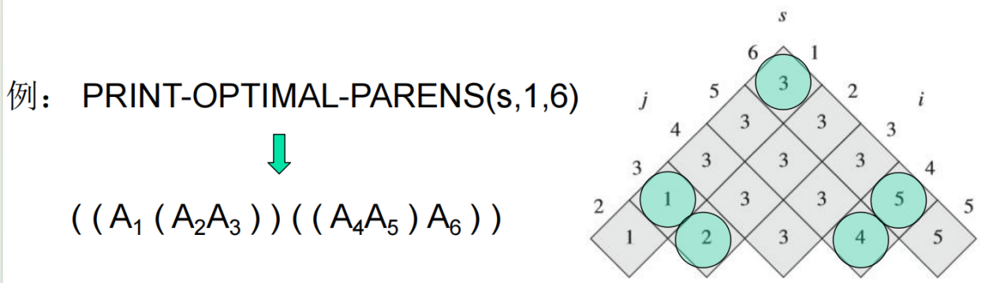 例： PRINT-OPTIMAL-PARENS(s,1,6)
( ( A₁ ( A₂A₃ ) ) ( ( A₄A₅ ) A₆ ) )
s
6 1
3
5 2
j i
3 3
4 3
3 3 3
3 4
1 3 3 5
2 5
1 2 3 4 5